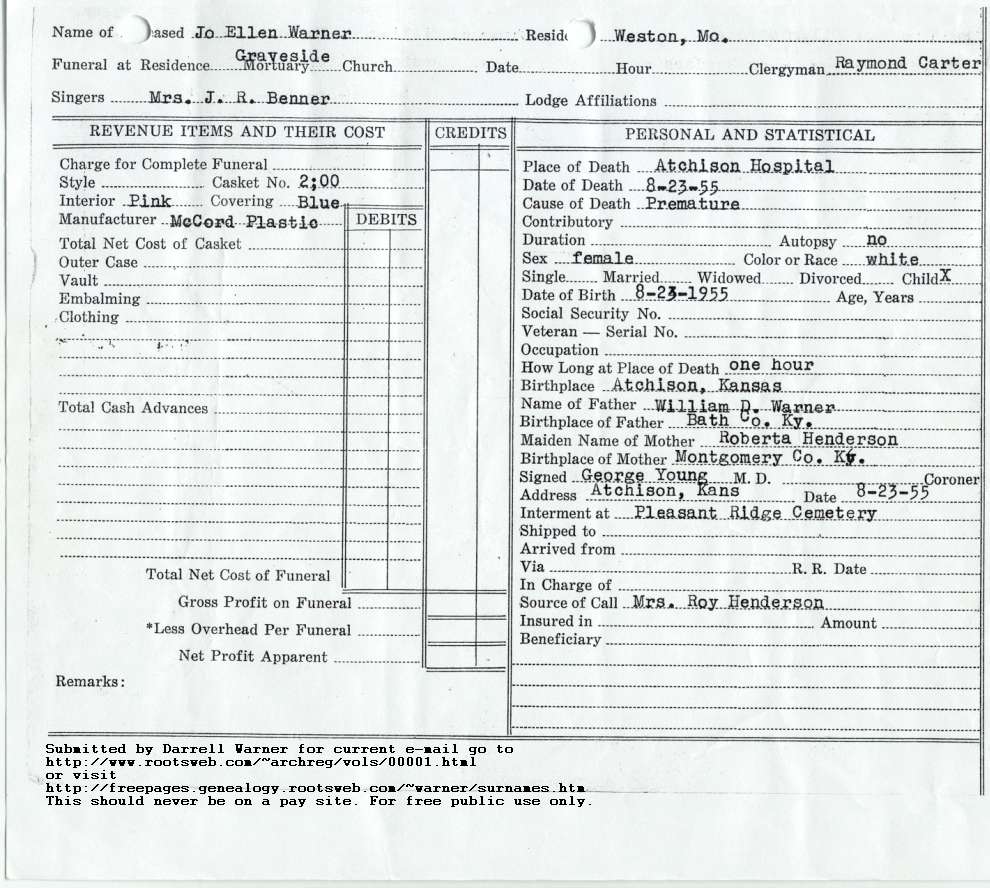 Name of ased Jo Ellen Warner Reside Weston, Mo.
Graveside
Funeral at Residence Mortuary Church Date Hour Clergyman Raymond Carter
Singers Mrs. J. R. Benner Lodge Affiliations
REVENUE ITEMS AND THEIR COST CREDITS PERSONAL AND STATISTICAL
Charge for Complete Funeral
Style Casket No. 2;00
Interior Pink Covering Blue
Manufacturer McCord Plastic DEBITS
Total Net Cost of Casket
Outer Case
Vault
Embalming
Clothing
Total Cash Advances
Total Net Cost of Funeral
Gross Profit on Funeral
*Less Overhead Per Funeral
Net Profit Apparent
Remarks:
Place of Death Atchison Hospital
Date of Death 8-23-55
Cause of Death Premature
Contributory
Duration Autopsy no
Sex female Color or Race white
Single Married Widowed Divorced Child X
Date of Birth 8-23-1955 Age, Years
Social Security No.
Veteran — Serial No.
Occupation
How Long at Place of Death one hour
Birthplace Atchison, Kansas
Name of Father William D. Warner
Birthplace of Father Bath Co. Ky.
Maiden Name of Mother Roberta Henderson
Birthplace of Mother Montgomery Co. Ky.
Signed George Young M. D. Coroner
Address Atchison, Kans Date 8-23-55
Interment at Pleasant Ridge Cemetery
Shipped to
Arrived from
Via R. R. Date
In Charge of
Source of Call Mrs. Roy Henderson
Insured in Amount
Beneficiary
Submitted by Darrell Warner for current e-mail go to
http://www.rootsweb.com/~archreg/vols/00001.html
or visit
http://freepages.genealogy.rootsweb.com/~warner/surnames.htm
This should never be on a pay site. For free public use only.